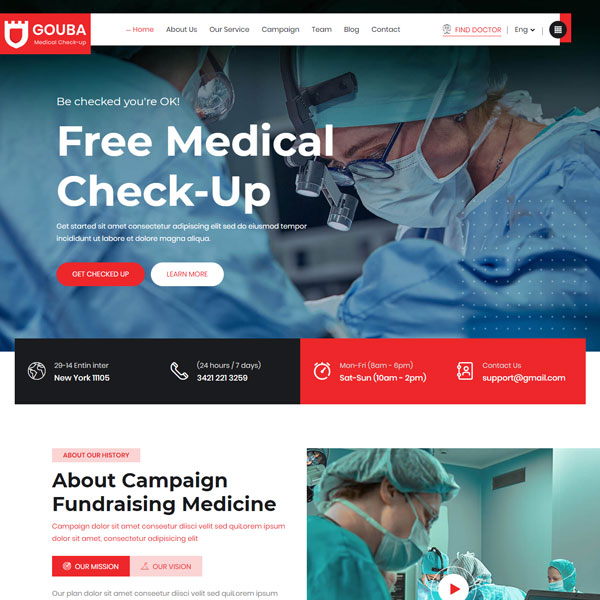 GOUBA
Medical Check-up
– Home About Us Our Service Campaign Team Blog Contact
FIND DOCTOR Eng
Be checked you're OK!
Free Medical
Check-Up
Get started sit amet consectetur adipiscing elit sed do eiusmod tempor
incididunt ut labore et dolore magna aliqua.
GET CHECKED UP LEARN MORE
29-14 Entin inter
New York 11105
(24 hours / 7 days)
3421 221 3259
Mon-Fri (8am - 6pm)
Sat-Sun (10am - 2pm)
Contact Us
support@gmail.com
ABOUT OUR HISTORY
About Campaign
Fundraising Medicine
Campaign dolor sit amet conseetur diisci velit sed quiLorem ipsum
dolor sit amet, consectetur adipisicing elit
OUR MISSION OUR VISION
Our plan dolor sit amet conseetur diisci velit sed quiLorem